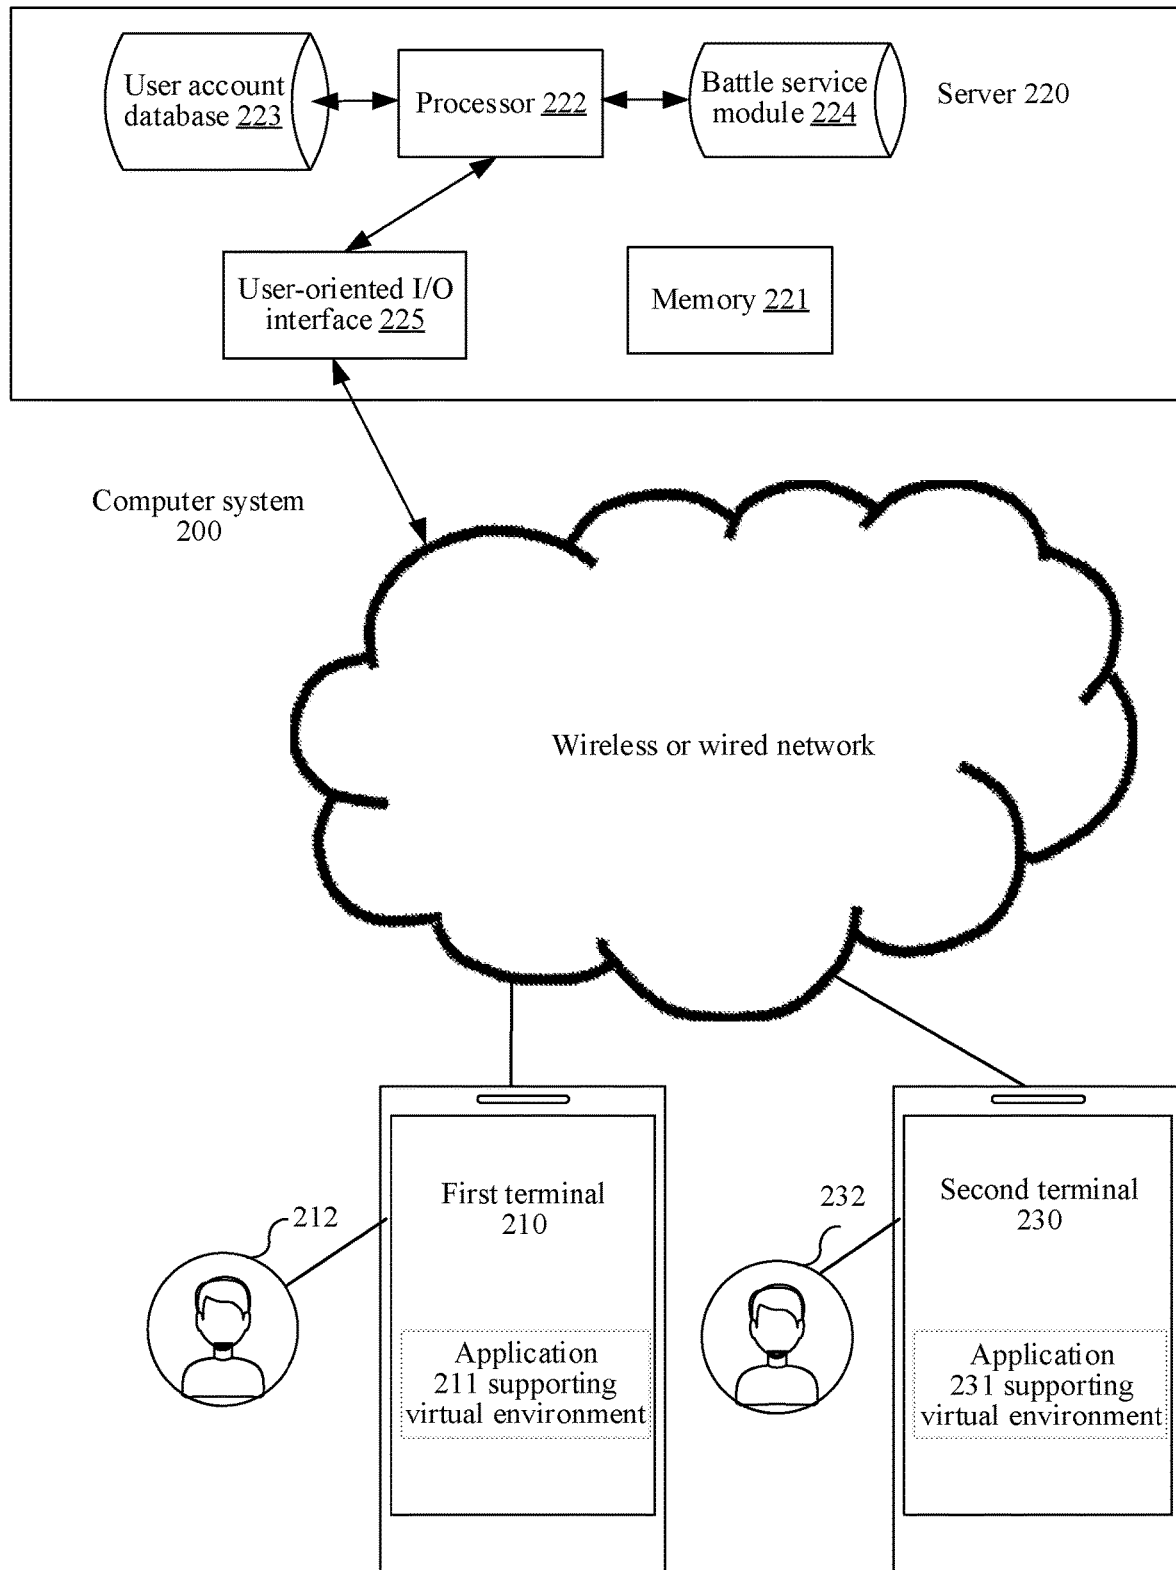 User account
database 223
Processor 222
Battle service
module 224
Server 220
User-oriented I/O
interface 225
Memory 221
Computer system
200
Wireless or wired network
First terminal
210
212
Application
211 supporting
virtual environment
Second terminal
230
232
Application
231 supporting
virtual environment